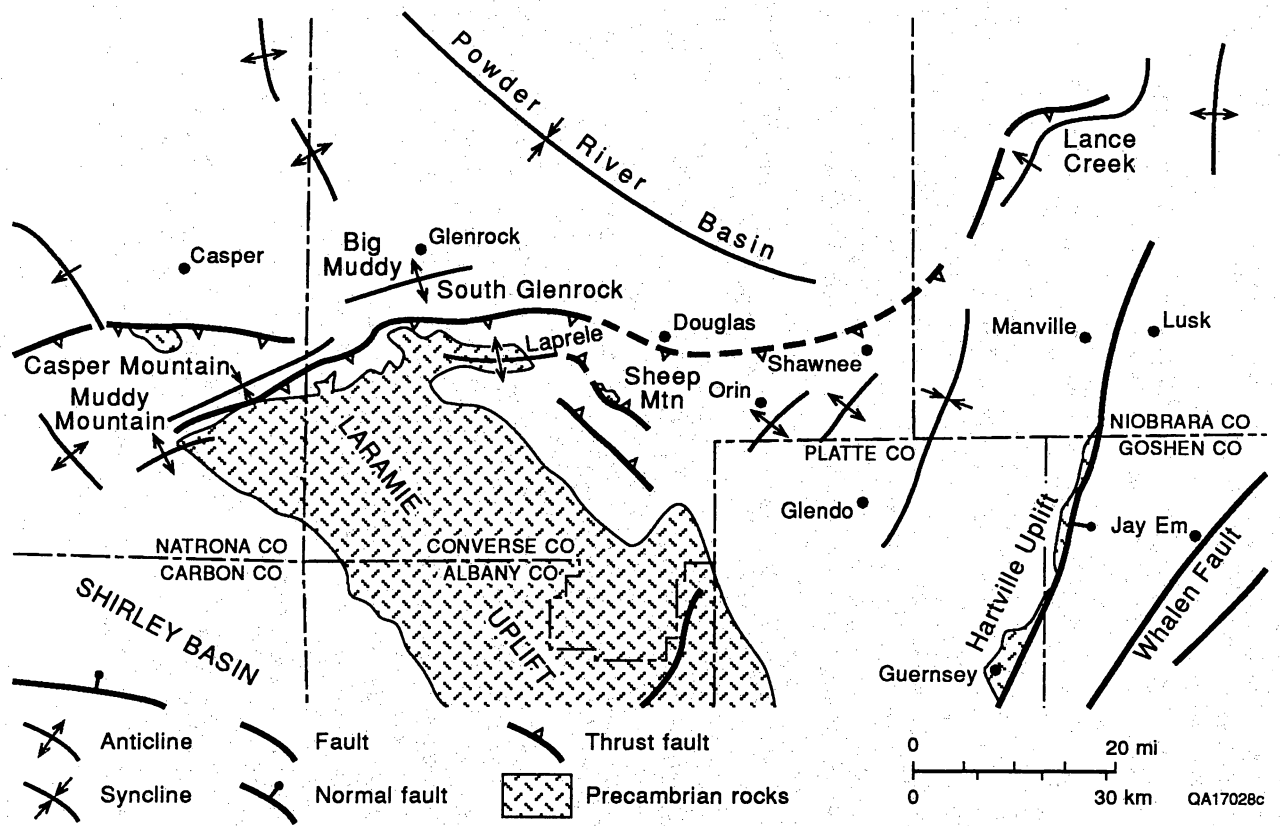 Powder River Basin
Lance
Creek
Casper
Big
Muddy
Glenrock
South Glenrock
Douglas
Manville
Lusk
Laprele
Shawnee
Casper Mountain
Muddy
Mountain
Sheep
Mtn
Orin
NIOBRARA CO
GOSHEN CO
PLATTE CO
LARAMIE
UPLIFT
Glendo
Hartville Uplift
Jay Em
Whalen Fault
NATRONA CO
CARBON CO
CONVERSE CO
ALBANY CO
SHIRLEY BASIN
Guernsey
Anticline
Fault
Thrust fault
Syncline
Normal fault
Precambrian rocks
0 20 mi
0 30 km
QA17028c